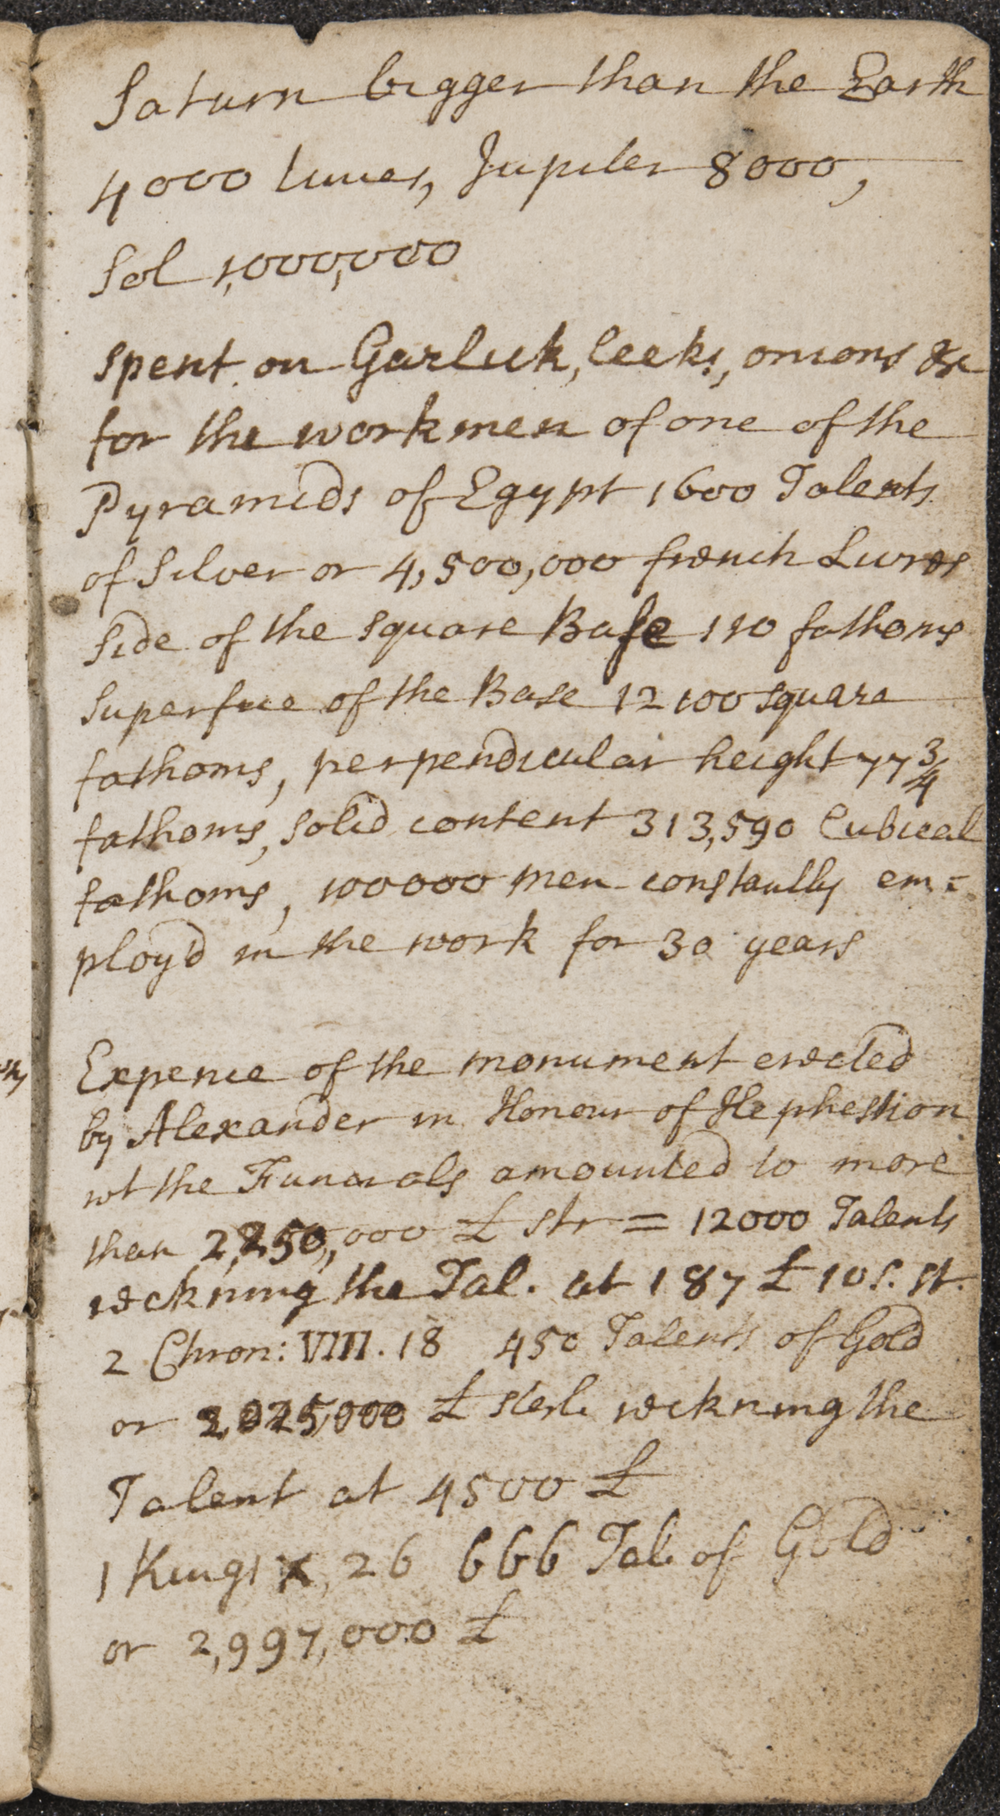 Saturn bigger than the Earth
4000 times, Jupiter 8000,
Sol 1,000,000
spent on Garlick, leeks, onions &c
for the workmen of one of the
Pyramids of Egypt 1600 Talents
of Silver or 4,500,000 french Livres
side of the square Base 110 fathoms
superfice of the Base 12100 square
fathoms, perpendicular height 77 3/4
fathoms, solid content 313,590 Cubical
fathoms, 100000 men constantly em=
ploy'd in the work for 30 years
Expence of the monument erected
by Alexander in Honour of Hephestion
wt the Funerals amounted to more
than 2,250,000 £ str = 12000 Talents
reckning the Tal. at 187 £ 10 s. st.
2 Chron: VIII. 18 450 Talents of Gold
or 2,025,000 £ sterl. reckning the
Talent at 4500 £
1 Kings X, 26 666 Tal. of Gold
or 2,997,000 £